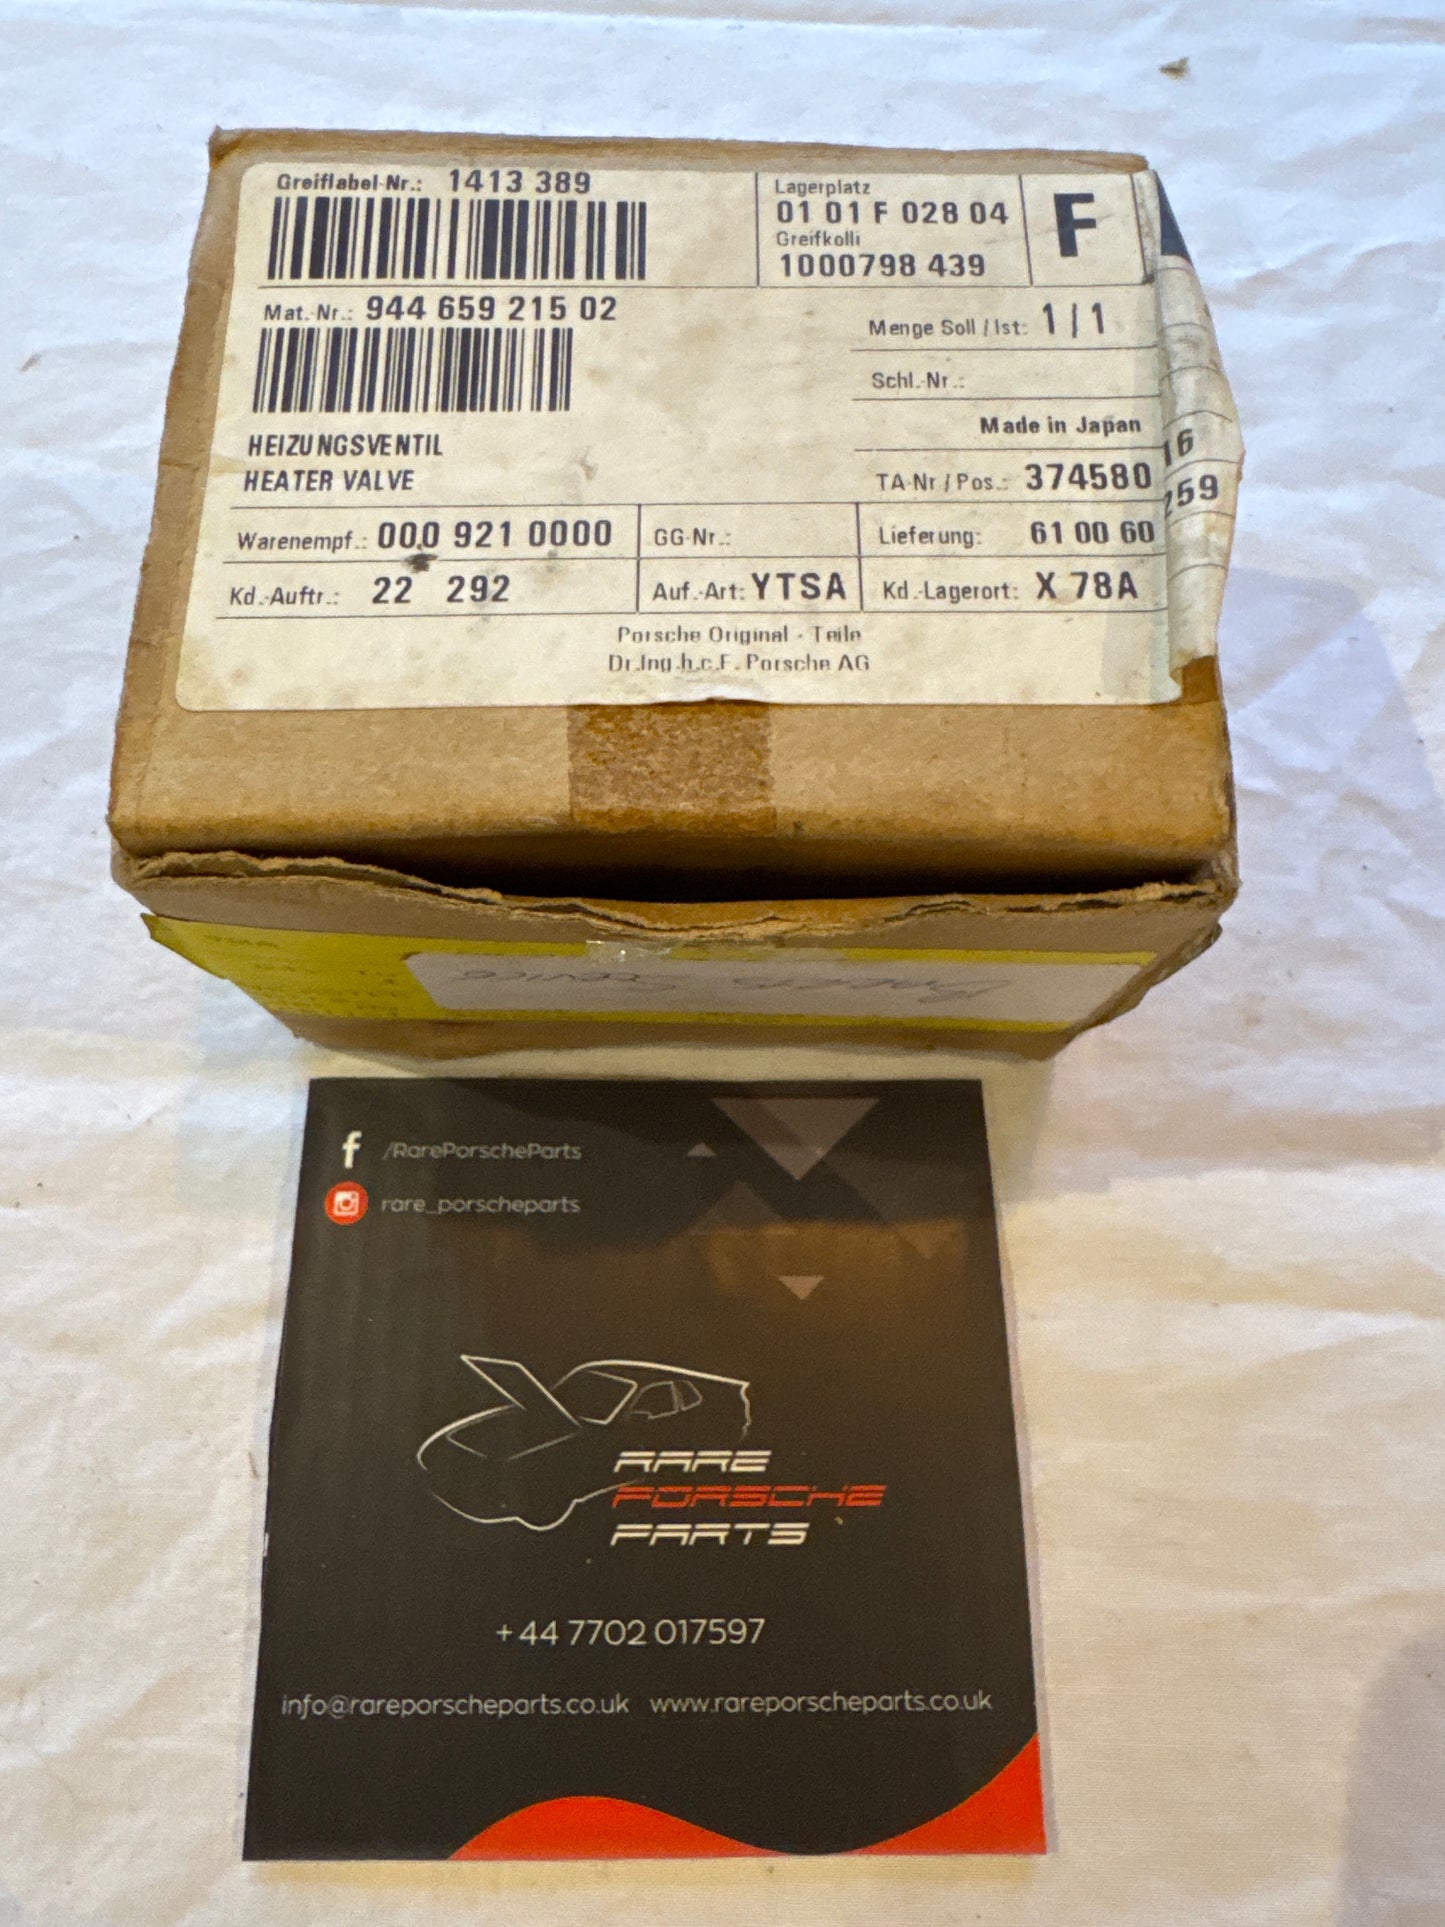 Greiflabel-Nr.: 1413 389
Lagerplatz
01 01 F 028 04
Greifkolli
1000798 439
F
Mat.-Nr.: 944 659 215 02
Menge Soll / Ist: 1 / 1
Schl.-Nr.:
Made in Japan
HEIZUNGSVENTIL
HEATER VALVE
TA-Nr / Pos.: 374580
16
259
Warenempf.: 000 921 0000
GG-Nr.:
Lieferung: 61 00 60
Kd.-Auftr.: 22 292
Auf.-Art: YTSA
Kd.-Lagerort: X 78A
Porsche Original - Teile
Dr.Ing.h.c.F. Porsche AG
/RarePorscheParts
rare_porscheparts
RARE
PORSCHE
PARTS
+44 7702 017597
info@rareporscheparts.co.uk www.rareporscheparts.co.uk